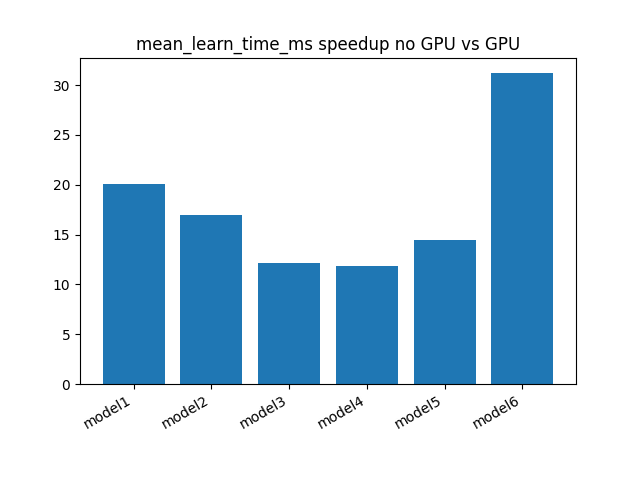 mean_learn_time_ms speedup no GPU vs GPU
30
25
20
15
10
5
0
model1
model2
model3
model4
model5
model6